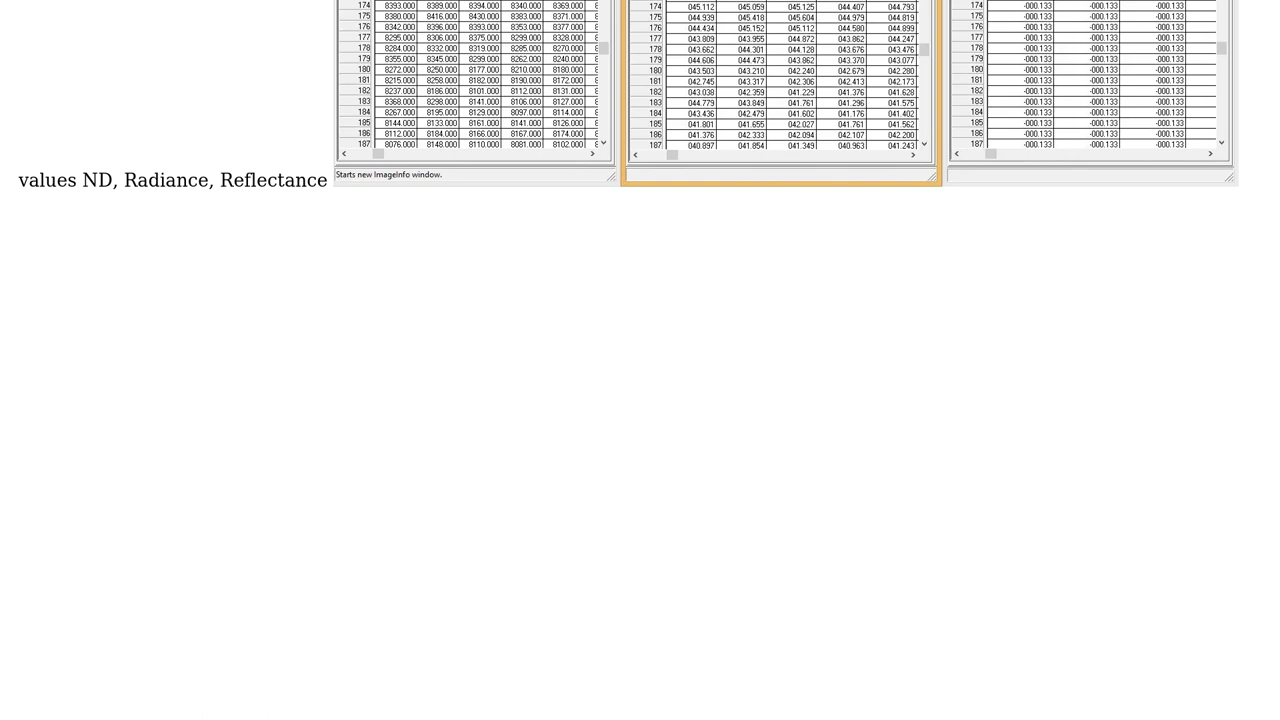 174 8393.000 8389.000 8394.000 8340.000 8369.000
175 8380.000 8416.000 8430.000 8383.000 8371.000
176 8342.000 8396.000 8393.000 8353.000 8377.000
177 8295.000 8306.000 8375.000 8299.000 8328.000
178 8284.000 8332.000 8319.000 8285.000 8270.000
179 8355.000 8345.000 8299.000 8262.000 8240.000
180 8272.000 8250.000 8177.000 8210.000 8180.000
181 8215.000 8258.000 8182.000 8190.000 8172.000
182 8237.000 8186.000 8101.000 8112.000 8131.000
183 8368.000 8298.000 8141.000 8106.000 8127.000
184 8267.000 8195.000 8129.000 8097.000 8114.000
185 8144.000 8133.000 8161.000 8141.000 8126.000
186 8112.000 8184.000 8166.000 8167.000 8174.000
187 8076.000 8148.000 8110.000 8081.000 8102.000
174 045.112 045.059 045.125 044.407 044.793
175 044.939 045.418 045.604 044.979 044.819
176 044.434 045.152 045.112 044.580 044.899
177 043.809 043.955 044.872 043.862 044.247
178 043.662 044.301 044.128 043.676 043.476
179 044.606 044.473 043.862 043.370 043.077
180 043.503 043.210 042.240 042.679 042.280
181 042.745 043.317 042.306 042.413 042.173
182 043.038 042.359 041.229 041.376 041.628
183 044.779 043.849 041.761 041.296 041.575
184 043.436 042.479 041.602 041.176 041.402
185 041.801 041.655 042.027 041.761 041.562
186 041.376 042.333 042.094 042.107 042.200
187 040.897 041.854 041.349 040.963 041.243
174 -000.133 -000.133 -000.133
175 -000.133 -000.133 -000.133
176 -000.133 -000.133 -000.133
177 -000.133 -000.133 -000.133
178 -000.133 -000.133 -000.133
179 -000.133 -000.133 -000.133
180 -000.133 -000.133 -000.133
181 -000.133 -000.133 -000.133
182 -000.133 -000.133 -000.133
183 -000.133 -000.133 -000.133
184 -000.133 -000.133 -000.133
185 -000.133 -000.133 -000.133
186 -000.133 -000.133 -000.133
187 -000.133 -000.133 -000.133
Starts new ImageInfo window.
values ND, Radiance, Reflectance